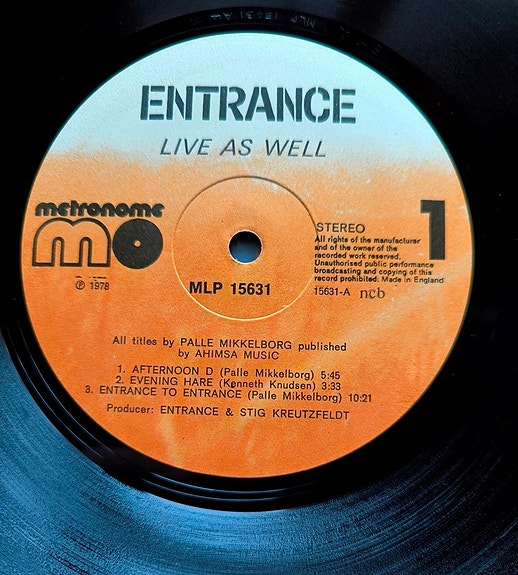 ENTRANCE
LIVE AS WELL
metronome
mo
℗ 1978
MLP 15631
STEREO
1
All rights of the manufacturer
and of the owner of the
recorded work reserved.
Unauthorised public performance
broadcasting and copying of this
record prohibited. Made in England
15631-A ncb
All titles by PALLE MIKKELBORG published
by AHIMSA MUSIC
1. AFTERNOON D (Palle Mikkelborg) 5:45
2. EVENING HARE (Kenneth Knudsen) 3:33
3. ENTRANCE TO ENTRANCE (Palle Mikkelborg) 10:21
Producer: ENTRANCE & STIG KREUTZFELDT